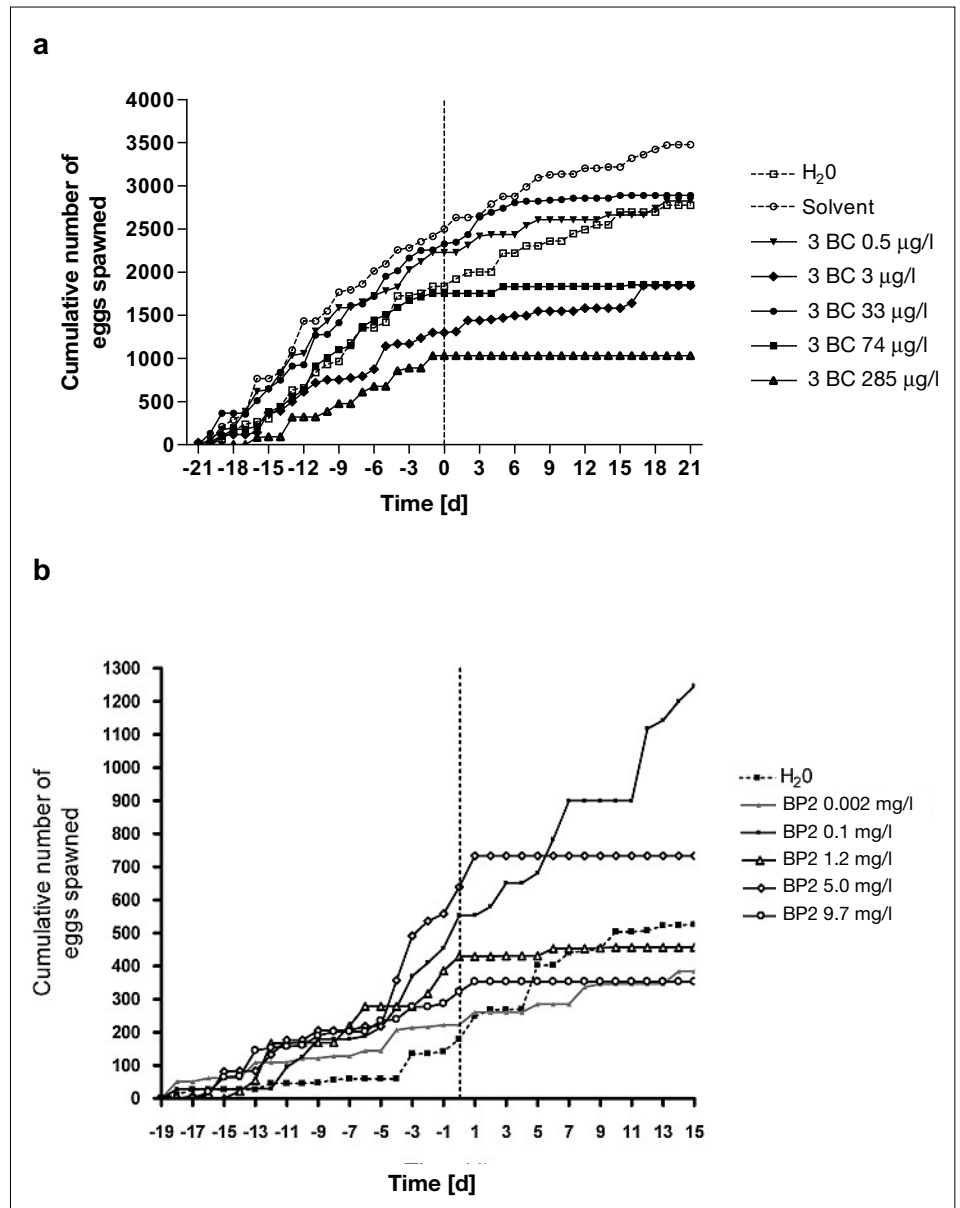 a
4000
3500
3000
2500
2000
1500
1000
500
0
Cumulative number of
eggs spawned
-21 -18 -15 -12 -9 -6 -3 0 3 6 9 12 15 18 21
Time [d]
H₂0
Solvent
3 BC 0.5 µg/l
3 BC 3 µg/l
3 BC 33 µg/l
3 BC 74 µg/l
3 BC 285 µg/l
b
1300
1200
1100
1000
900
800
700
600
500
400
300
200
100
0
Cumulative number of
eggs spawned
-19 -17 -15 -13 -11 -9 -7 -5 -3 -1 1 3 5 7 9 11 13 15
Time [d]
H₂0
BP2 0.002 mg/l
BP2 0.1 mg/l
BP2 1.2 mg/l
BP2 5.0 mg/l
BP2 9.7 mg/l